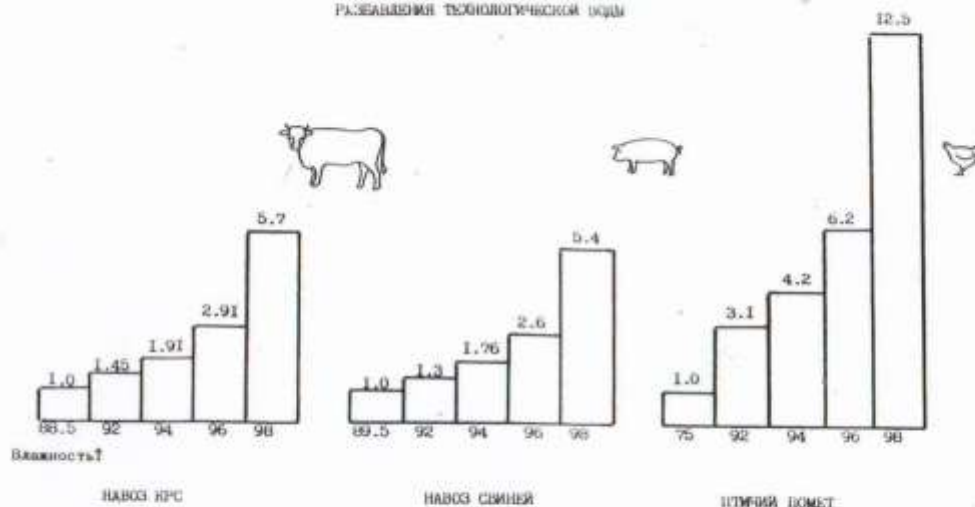 РАЗБАВЛЕНИЯ ТЕХНОЛОГИЧЕСКОЙ ВОДЫ
12.5
5.7
5.4
6.2
2.91
2.6
4.2
1.91
1.76
3.1
1.45
1.3
1.0
1.0
1.0
88.5 92 94 96 98
89.5 92 94 96 98
75 92 94 96 98
Влажность↑
НАВОЗ КРС
НАВОЗ СВИНЕЙ
ПТИЧИЙ ПОМЕТ